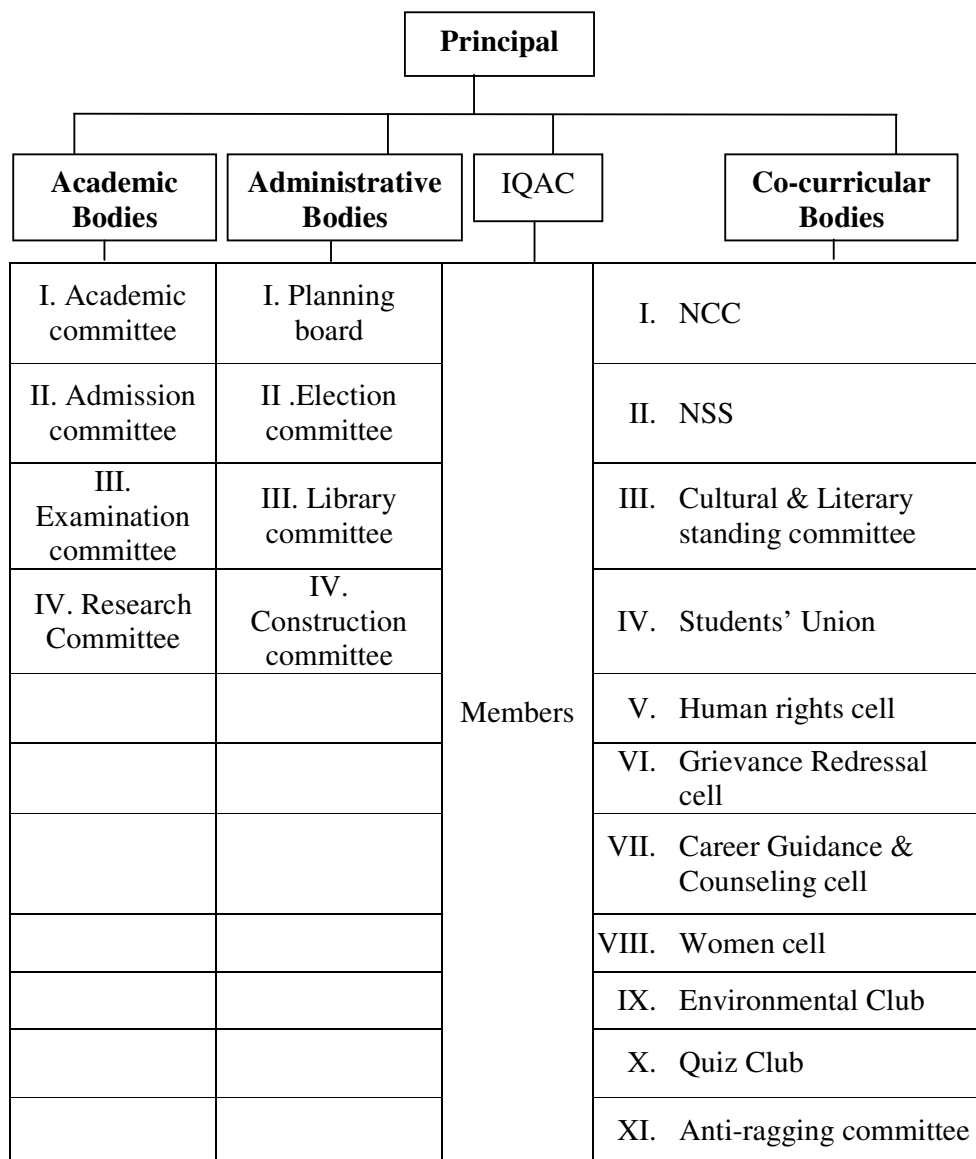 Principal
Academic
Bodies
Administrative
Bodies
IQAC
Co-curricular
Bodies
I. Academic
committee
I. Planning
board
I. NCC
II. Admission
committee
II .Election
committee
II. NSS
III.
Examination
committee
III. Library
committee
III. Cultural & Literary
standing committee
IV. Research
Committee
IV.
Construction
committee
IV. Students’ Union
Members
V. Human rights cell
VI. Grievance Redressal
cell
VII. Career Guidance &
Counseling cell
VIII. Women cell
IX. Environmental Club
X. Quiz Club
XI. Anti-ragging committee